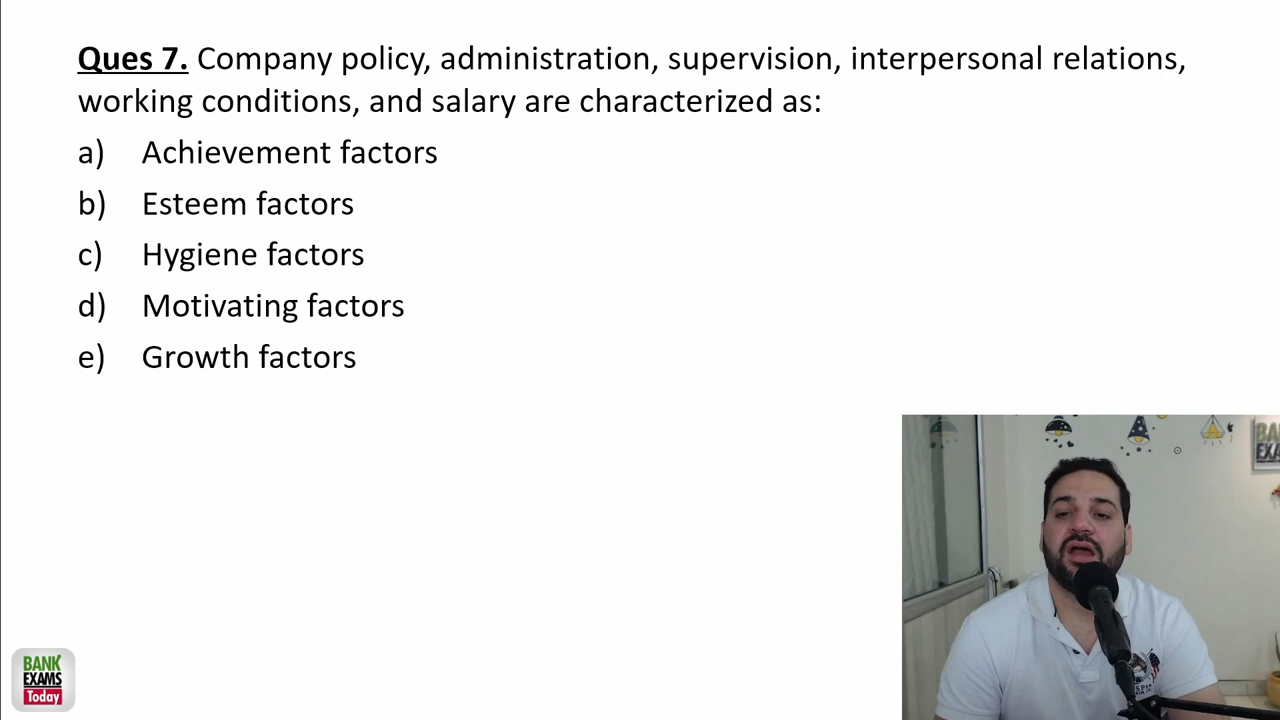 Ques 7. Company policy, administration, supervision, interpersonal relations,
working conditions, and salary are characterized as:
a) Achievement factors
b) Esteem factors
c) Hygiene factors
d) Motivating factors
e) Growth factors
BANK
EXAMS
Today